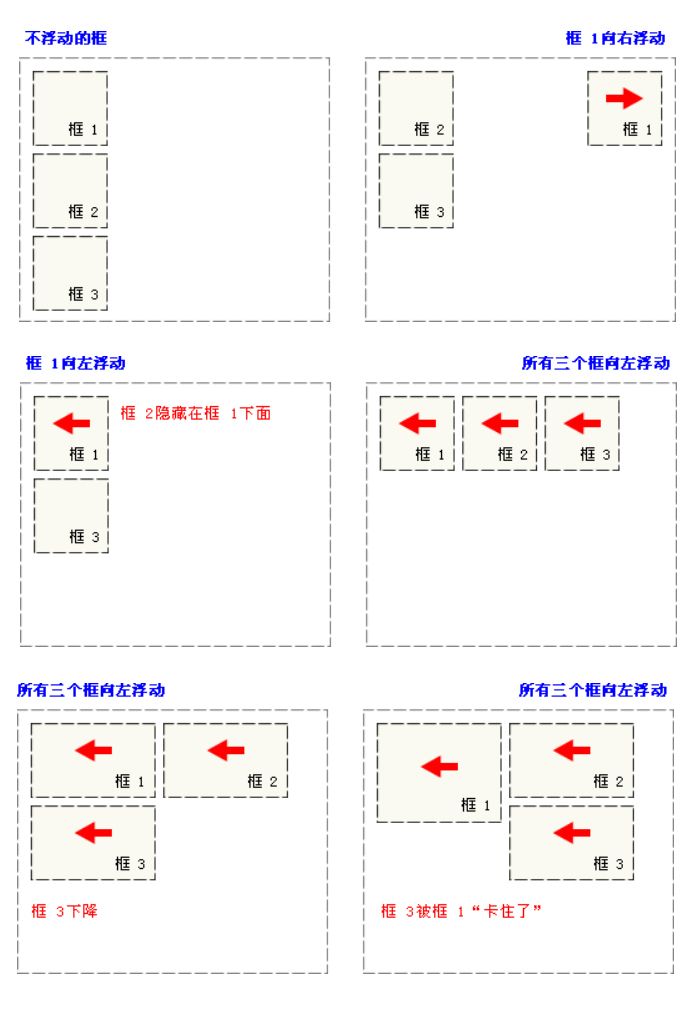 不浮动的框
框 1向右浮动
框 1
框 2
框 3
框 2
框 1
框 3
框 1向左浮动
所有三个框向左浮动
框 2隐藏在框 1下面
框 1
框 3
框 1
框 2
框 3
所有三个框向左浮动
所有三个框向左浮动
框 1
框 2
框 3
框 3下降
框 1
框 2
框 3
框 3被框 1“卡住了”